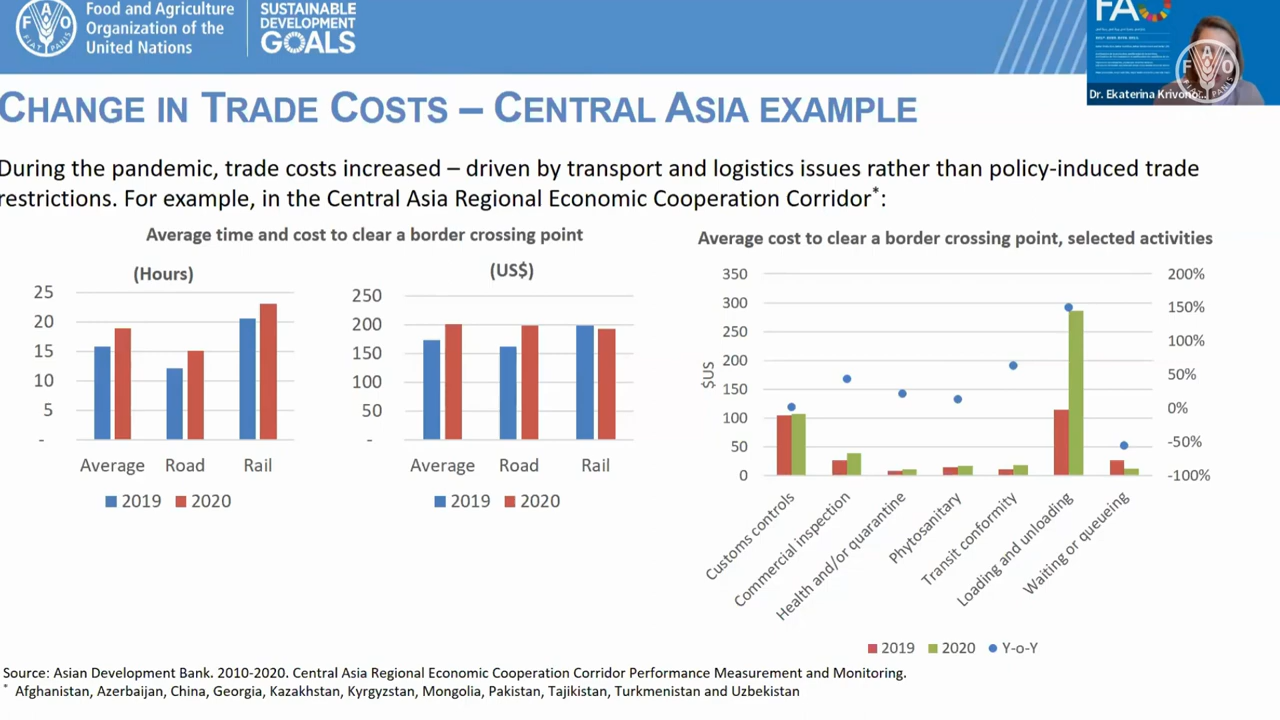 Food and Agriculture
Organization of the
United Nations
SUSTAINABLE
DEVELOPMENT
GOALS
FAO
Dr. Ekaterina Krivono...
CHANGE IN TRADE COSTS – CENTRAL ASIA EXAMPLE
During the pandemic, trade costs increased – driven by transport and logistics issues rather than policy-induced trade
restrictions. For example, in the Central Asia Regional Economic Cooperation Corridor*:
Average time and cost to clear a border crossing point
(Hours)
25
20
15
10
5
-
Average Road Rail
2019 2020
(US$)
250
200
150
100
50
-
Average Road Rail
2019 2020
Average cost to clear a border crossing point, selected activities
350
300
250
200
150
100
50
0
$US
200%
150%
100%
50%
0%
-50%
-100%
Customs controls
Commercial inspection
Health and/or quarantine
Phytosanitary
Transit conformity
Loading and unloading
Waiting or queueing
2019 2020 Y-o-Y
Source: Asian Development Bank. 2010-2020. Central Asia Regional Economic Cooperation Corridor Performance Measurement and Monitoring.
* Afghanistan, Azerbaijan, China, Georgia, Kazakhstan, Kyrgyzstan, Mongolia, Pakistan, Tajikistan, Turkmenistan and Uzbekistan